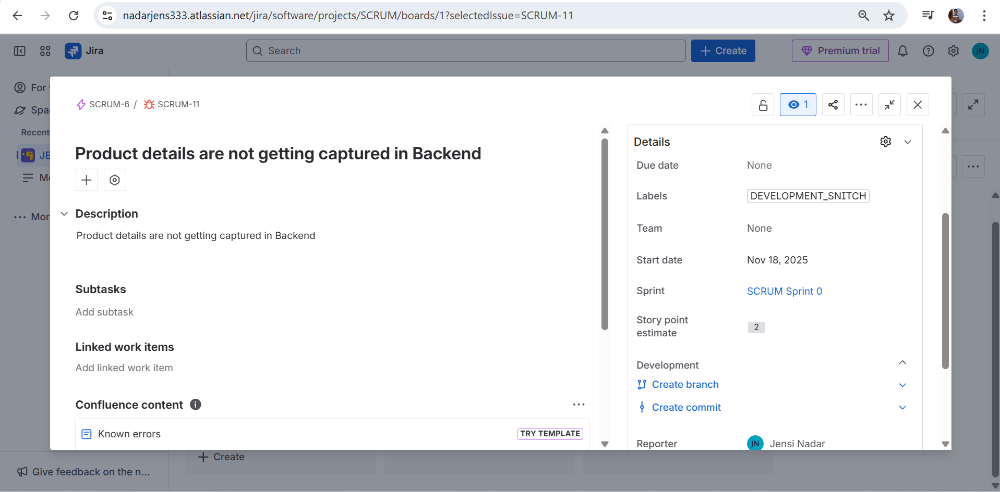 nadarjens333.atlassian.net/jira/software/projects/SCRUM/boards/1?selectedIssue=SCRUM-11
Jira
Search
Create
Premium trial
JN
For
Spa
Recent
JE
More
SCRUM-6 / SCRUM-11
1
Product details are not getting captured in Backend
Description
Product details are not getting captured in Backend
Subtasks
Add subtask
Linked work items
Add linked work item
Confluence content
Known errors
TRY TEMPLATE
Details
Due date None
Labels DEVELOPMENT_SNITCH
Team None
Start date Nov 18, 2025
Sprint SCRUM Sprint 0
Story point
estimate
2
Development
Create branch
Create commit
Reporter JN Jensi Nadar
Create
Give feedback on the n...